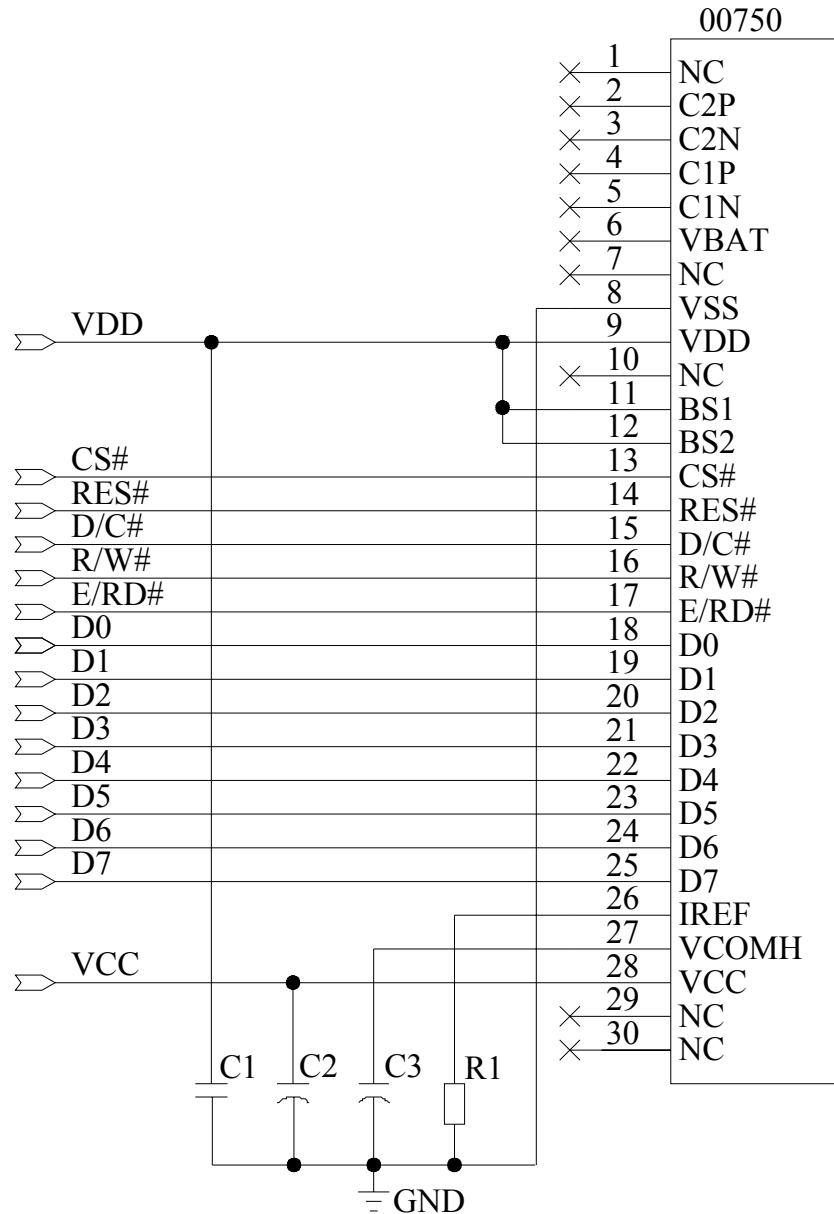 00750
1 NC
2 C2P
3 C2N
4 C1P
5 C1N
6 VBAT
7 NC
8 VSS
VDD 9 VDD
10 NC
11 BS1
12 BS2
CS# 13 CS#
RES# 14 RES#
D/C# 15 D/C#
R/W# 16 R/W#
E/RD# 17 E/RD#
D0 18 D0
D1 19 D1
D2 20 D2
D3 21 D3
D4 22 D4
D5 23 D5
D6 24 D6
D7 25 D7
26 IREF
27 VCOMH
VCC 28 VCC
29 NC
30 NC
C1 C2 C3 R1
GND